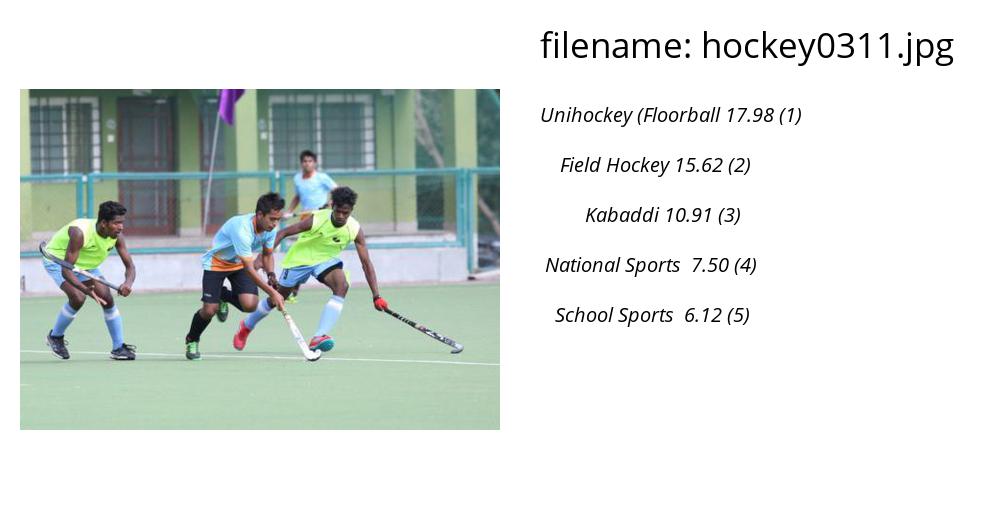 filename: hockey0311.jpg
Unihockey (Floorball 17.98 (1)
Field Hockey 15.62 (2)
Kabaddi 10.91 (3)
National Sports 7.50 (4)
School Sports 6.12 (5)